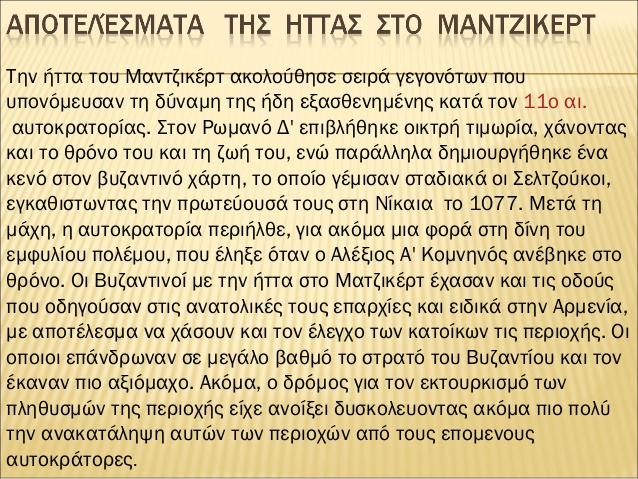 ΑΠΟΤΕΛΈΣΜΑΤΑ ΤΗΣ ΗΤΤΑΣ ΣΤΟ ΜΑΝΤΖΙΚΕΡΤ
Την ήττα του Μαντζικέρτ ακολούθησε σειρά γεγονότων που
υπονόμευσαν τη δύναμη της ήδη εξασθενημένης κατά τον 11ο αι.
αυτοκρατορίας. Στον Ρωμανό Δ' επιβλήθηκε οικτρή τιμωρία, χάνοντας
και το θρόνο του και τη ζωή του, ενώ παράλληλα δημιουργήθηκε ένα
κενό στον βυζαντινό χάρτη, το οποίο γέμισαν σταδιακά οι Σελτζούκοι,
εγκαθιστωντας την πρωτεύουσά τους στη Νίκαια το 1077. Μετά τη
μάχη, η αυτοκρατορία περιήλθε, για ακόμα μια φορά στη δίνη του
εμφυλίου πολέμου, που έληξε όταν ο Αλέξιος Α' Κομνηνός ανέβηκε στο
θρόνο. Οι Βυζαντινοί με την ήττα στο Ματζικέρτ έχασαν και τις οδούς
που οδηγούσαν στις ανατολικές τους επαρχίες και ειδικά στην Αρμενία,
με αποτέλεσμα να χάσουν και τον έλεγχο των κατοίκων τις περιοχής. Οι
οποιοι επάνδρωναν σε μεγάλο βαθμό το στρατό του Βυζαντίου και τον
έκαναν πιο αξιόμαχο. Ακόμα, ο δρόμος για τον εκτουρκισμό των
πληθυσμών της περιοχής είχε ανοίξει δυσκολευοντας ακόμα πιο πολύ
την ανακατάληψη αυτών των περιοχών από τους επομενους
αυτοκράτορες.